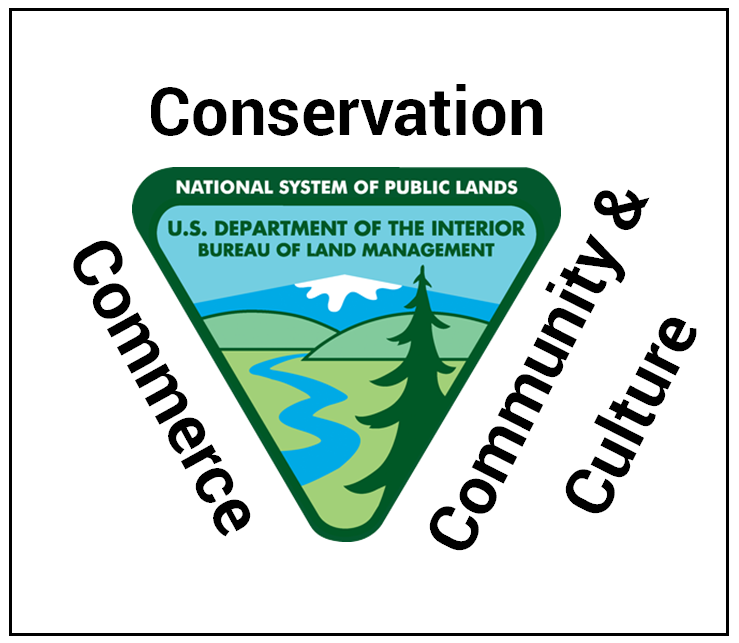 Conservation
NATIONAL SYSTEM OF PUBLIC LANDS
U.S. DEPARTMENT OF THE INTERIOR
BUREAU OF LAND MANAGEMENT
Commerce
Community &
Culture